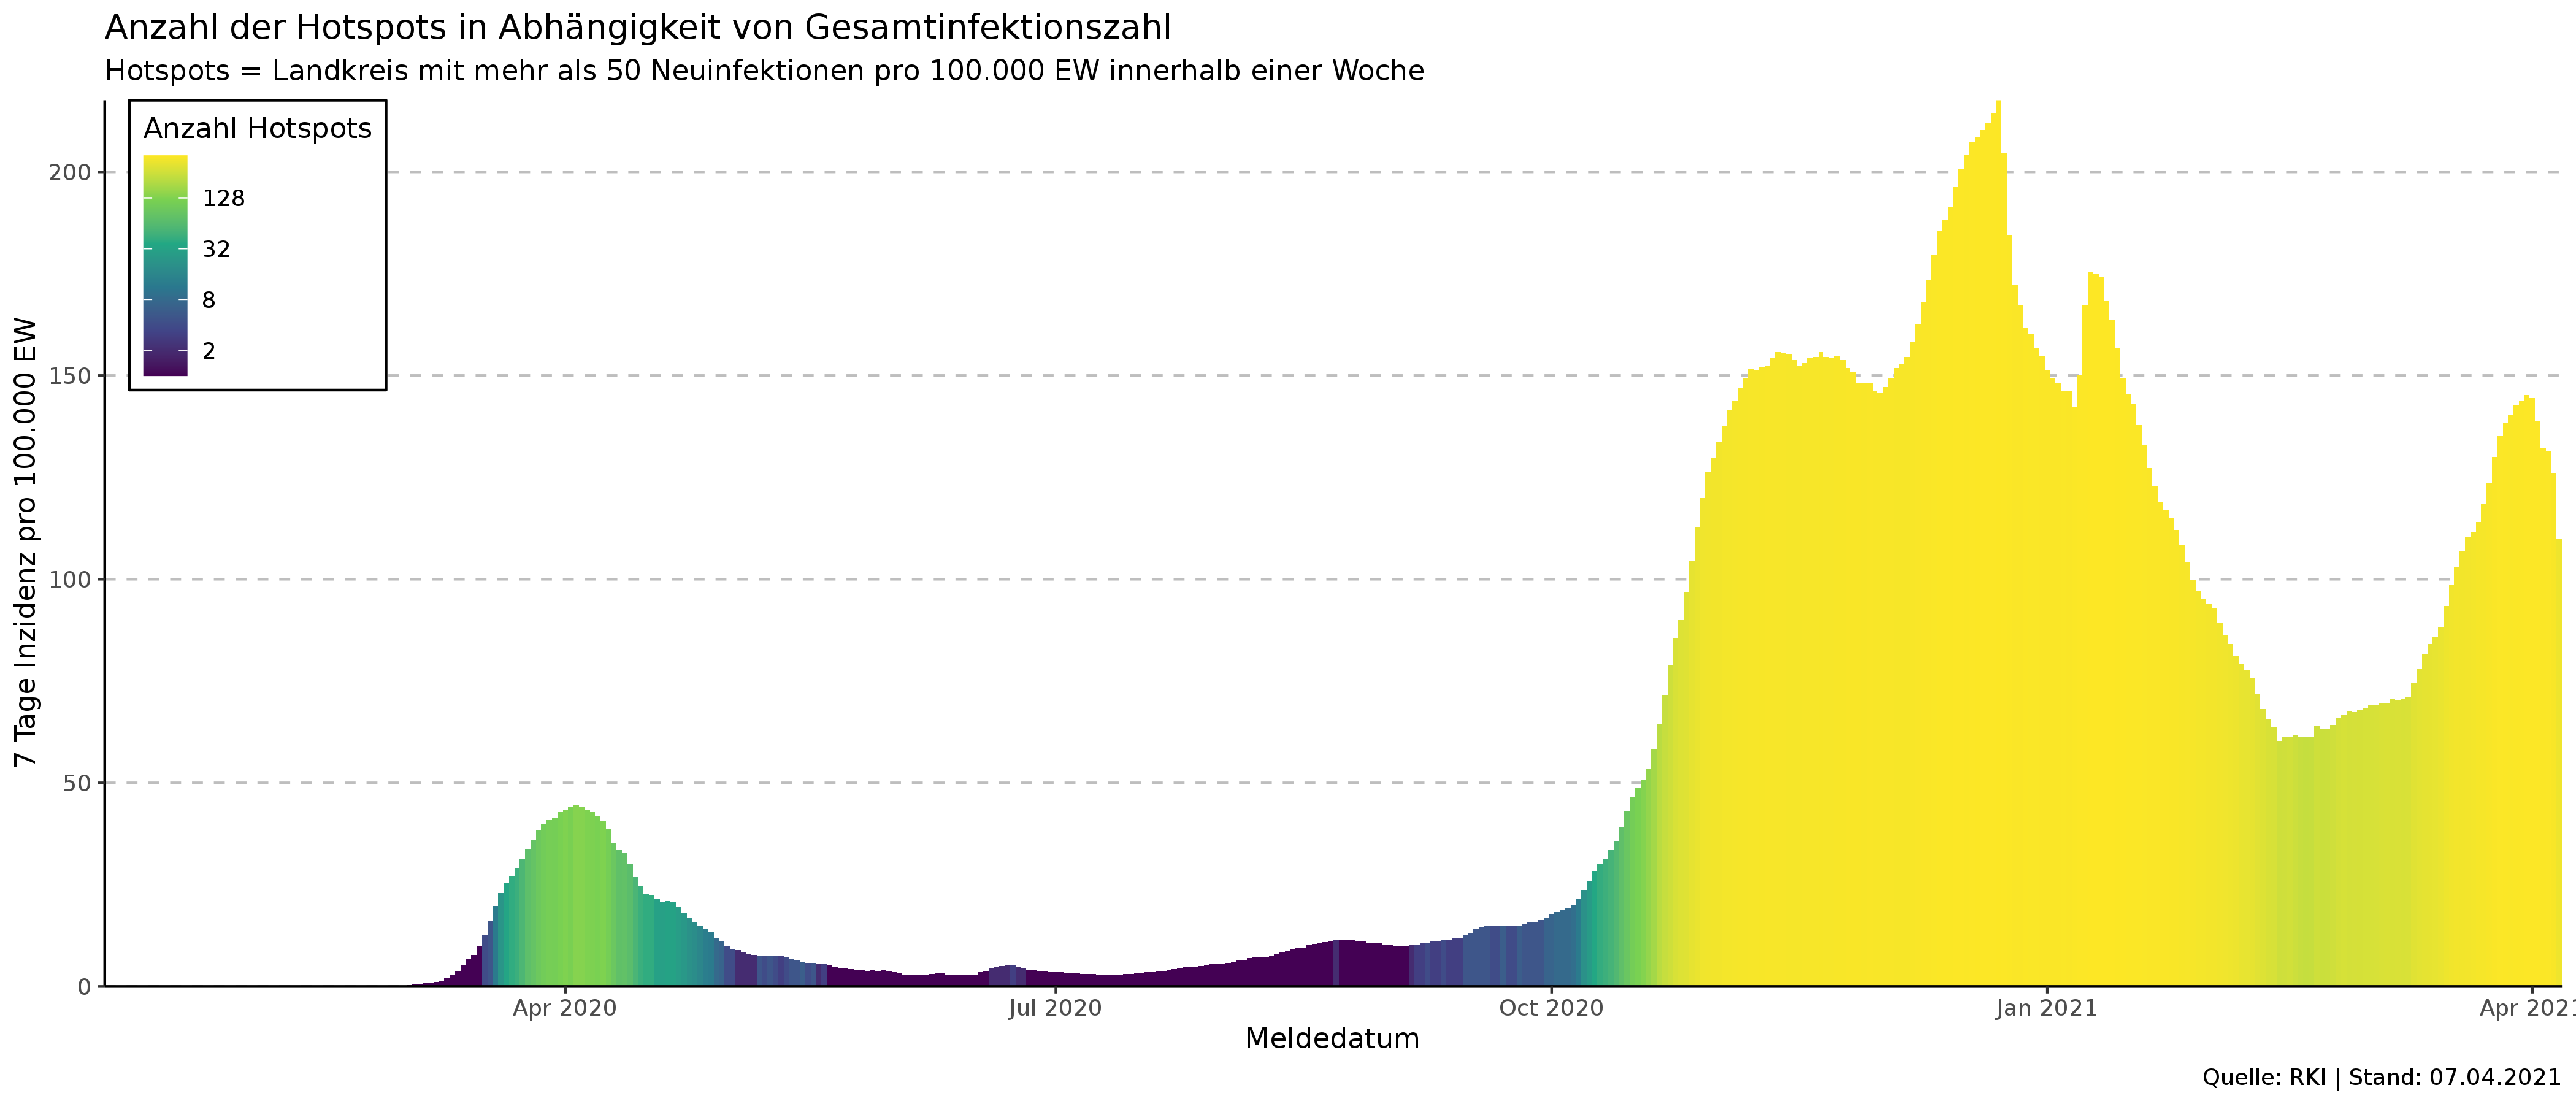 Anzahl der Hotspots in Abhängigkeit von Gesamtinfektionszahl
Hotspots = Landkreis mit mehr als 50 Neuinfektionen pro 100.000 EW innerhalb einer Woche
Anzahl Hotspots
128
32
8
2
7 Tage Inzidenz pro 100.000 EW
200
150
100
50
0
Apr 2020
Jul 2020
Oct 2020
Jan 2021
Apr 2021
Meldedatum
Quelle: RKI | Stand: 07.04.2021